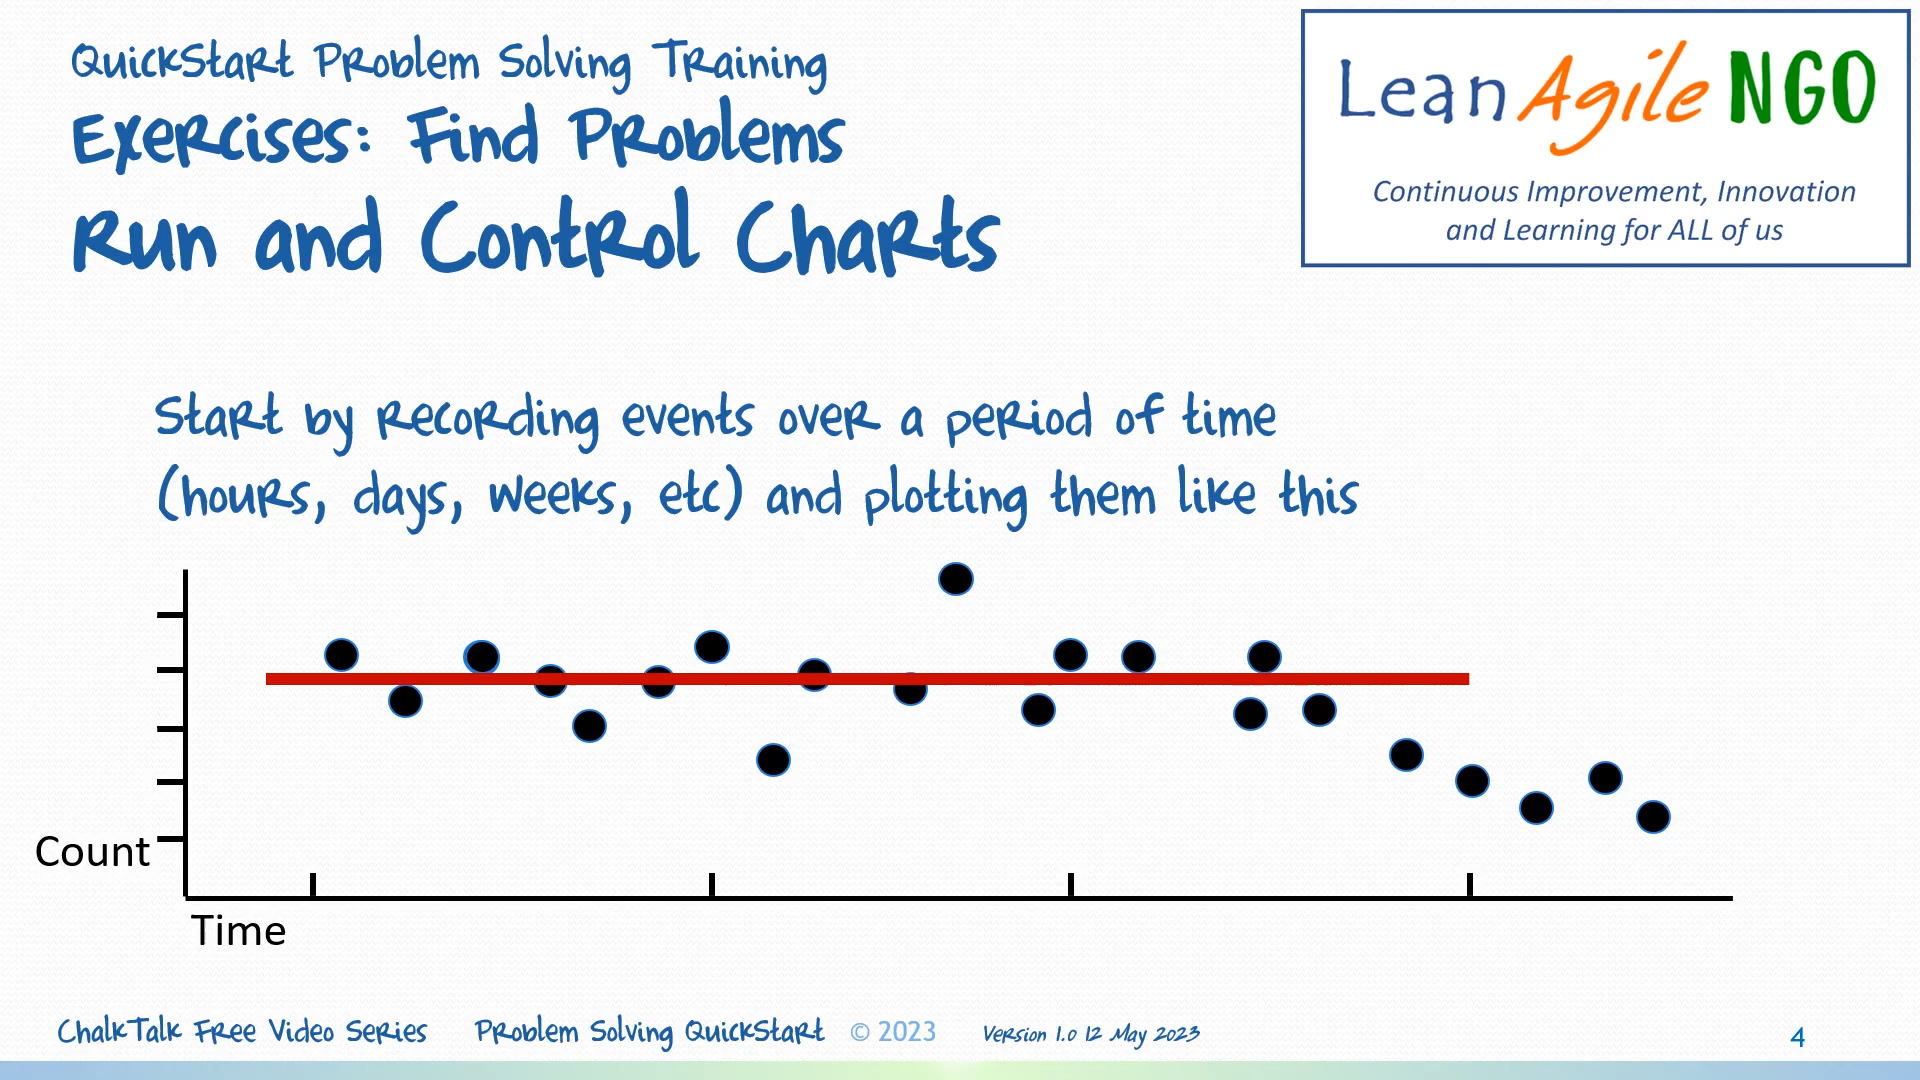 QuickStart Problem Solving Training
Exercises: Find Problems
Run and Control Charts
Lean Agile NGO
Continuous Improvement, Innovation
and Learning for ALL of us
Start by recording events over a period of time
(hours, days, weeks, etc) and plotting them like this
Count
Time
ChalkTalk Free Video Series Problem Solving QuickStart © 2023 Version 1.0 12 May 2023 4